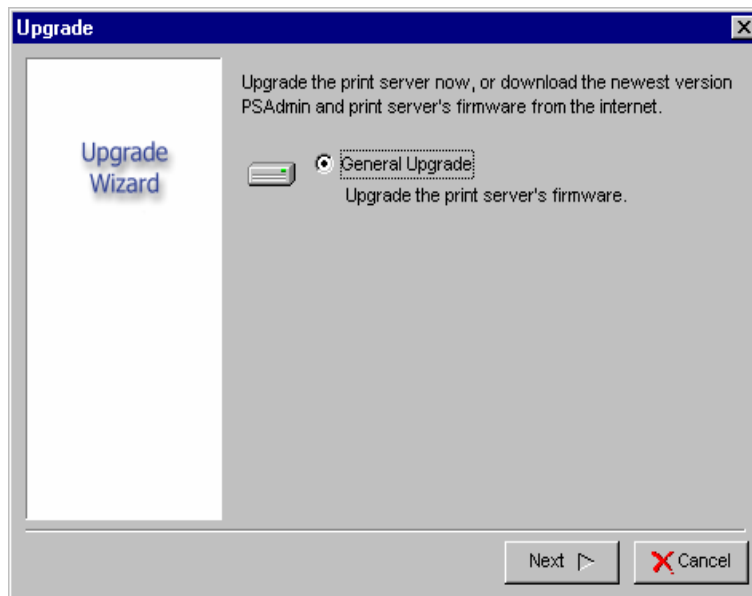 Upgrade
Upgrade the print server now, or download the newest version
PSAdmin and print server's firmware from the internet.
Upgrade
Wizard
General Upgrade
Upgrade the print server's firmware.
Next
Cancel